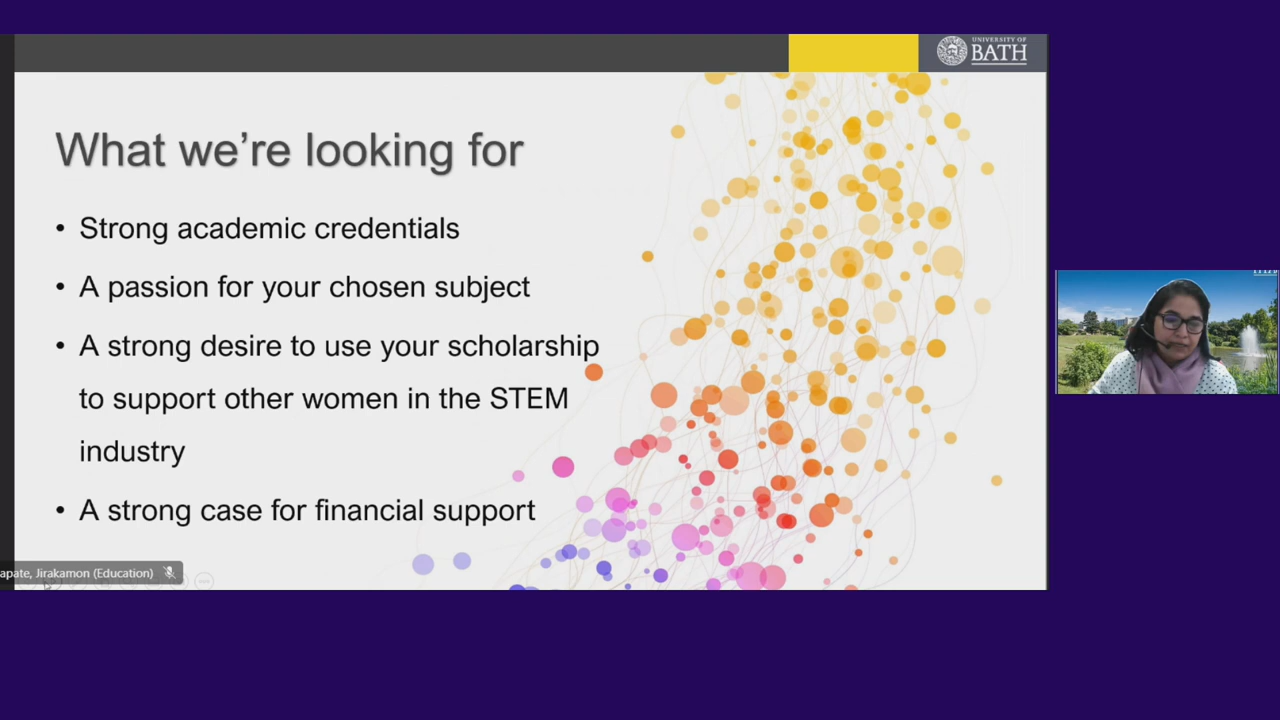 UNIVERSITY OF
BATH
What we're looking for
• Strong academic credentials
• A passion for your chosen subject
• A strong desire to use your scholarship
to support other women in the STEM
industry
• A strong case for financial support
apate, Jirakamon (Education)